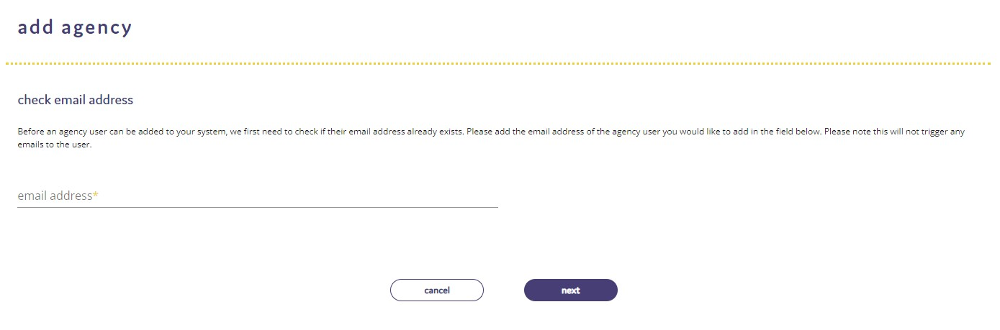 add agency
check email address
Before an agency user can be added to your system, we first need to check if their email address already exists. Please add the email address of the agency user you would like to add in the field below. Please note this will not trigger any
emails to the user.
email address*
cancel
next